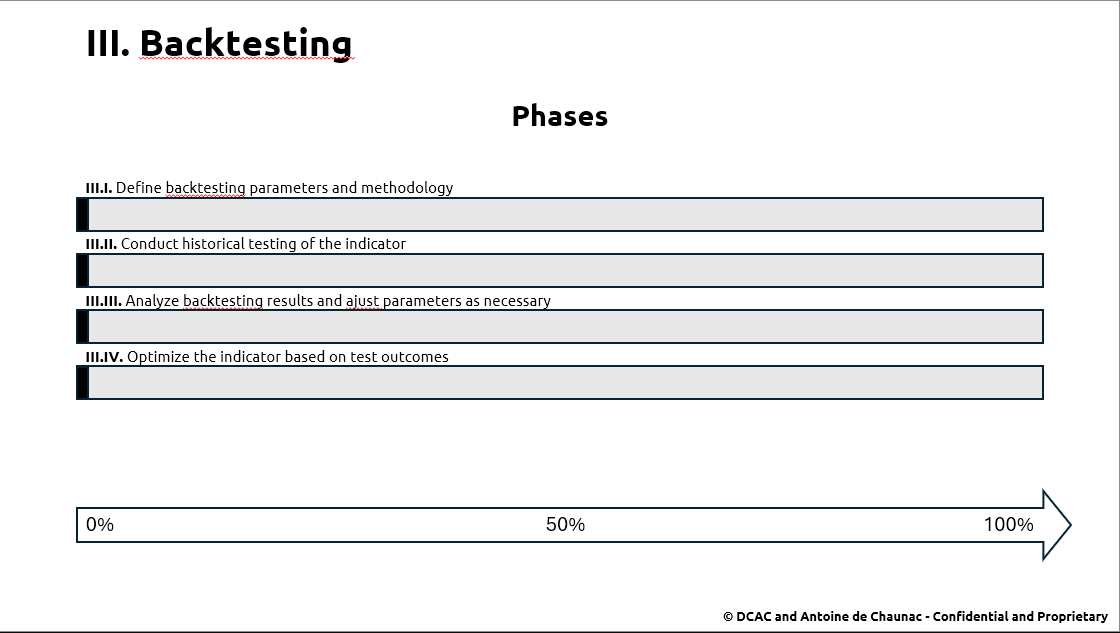 III. Backtesting
Phases
III.I. Define backtesting parameters and methodology
III.II. Conduct historical testing of the indicator
III.III. Analyze backtesting results and ajust parameters as necessary
III.IV. Optimize the indicator based on test outcomes
0% 50% 100%
© DCAC and Antoine de Chaunac - Confidential and Proprietary